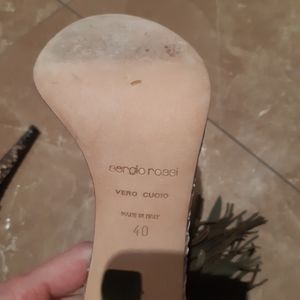 sergio rossi
VERO CUOIO
MADE IN ITALY
40